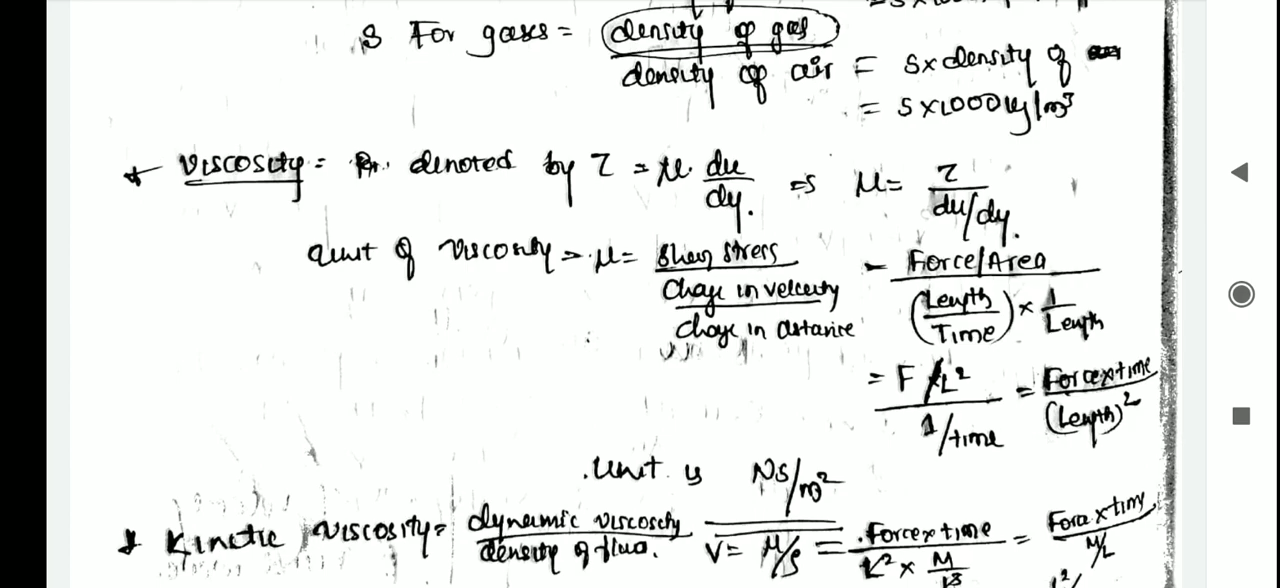 S For gases = density of gas / density of air = S x density of
= S x 1000 kg/m³
* Viscosity = denoted by τ = μ. du/dy. ⇒ μ = τ / du/dy.
unit of viscosity = μ = shear stress / (chage in velocity / chage in distance) = Force/Area / (Length/Time) x 1/Length
= F/L² / 1/time = Force x time / (Length)²
.unit is Ns/m²
* Kinetic viscosity = dynamic viscosity / density of flud. ν = μ/ρ = .Force x time / L² x M/L³ = Force x time / M/L